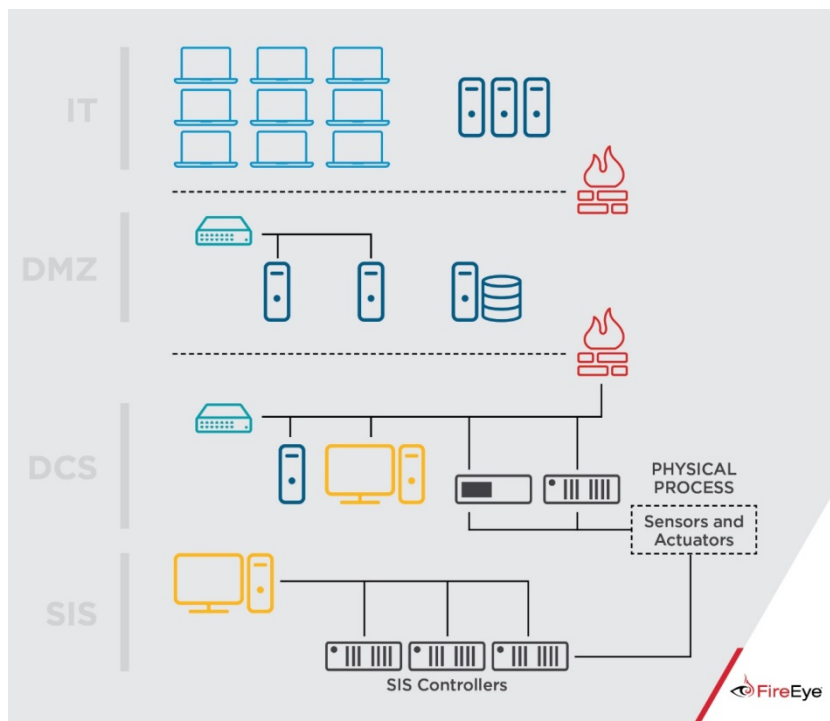 IT
DMZ
DCS
PHYSICAL
PROCESS
Sensors and
Actuators
SIS
SIS Controllers
FireEye